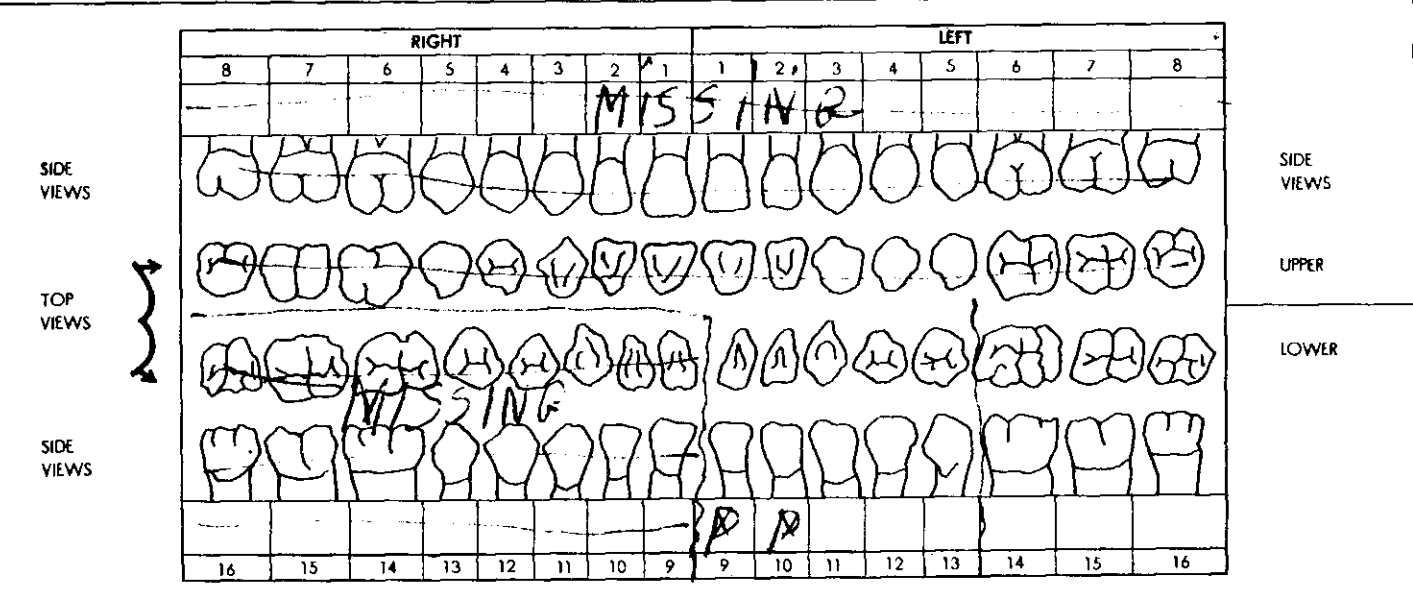 RIGHT LEFT
8 7 6 5 4 3 2 1 1 2 3 4 5 6 7 8
MISSING
SIDE VIEWS SIDE VIEWS
UPPER
TOP VIEWS
LOWER
MISSING
SIDE VIEWS
16 15 14 13 12 11 10 9 9 10 11 12 13 14 15 16